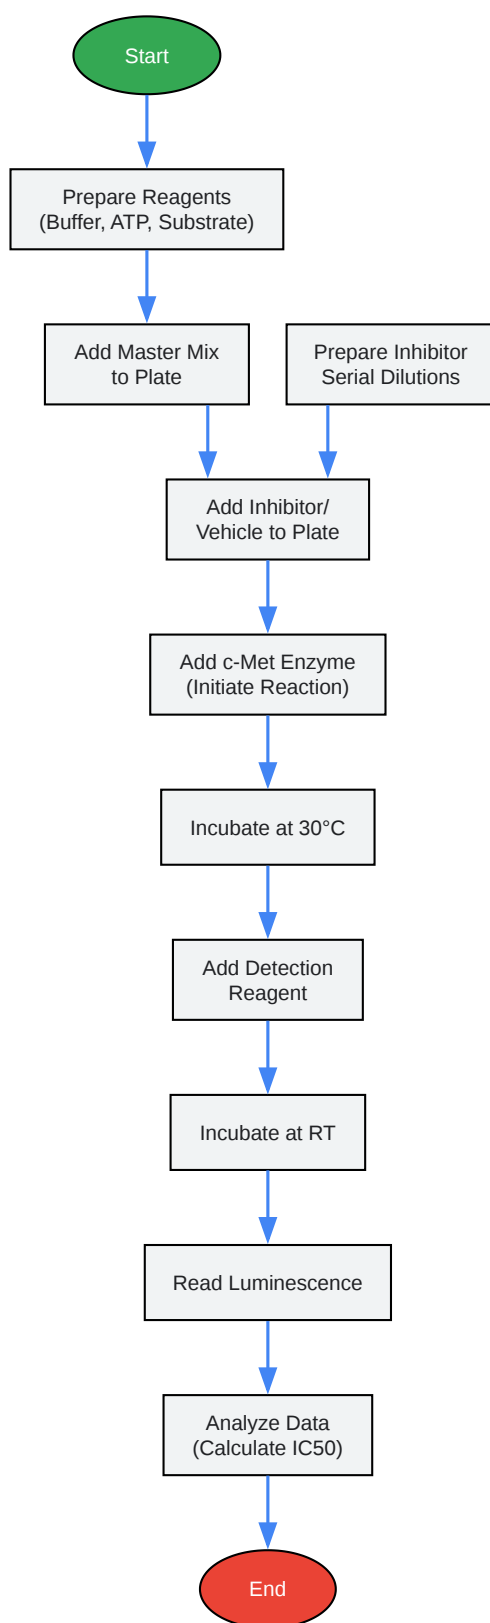 Start
Prepare Reagents
(Buffer, ATP, Substrate)
Add Master Mix
to Plate
Prepare Inhibitor
Serial Dilutions
Add Inhibitor/
Vehicle to Plate
Add c-Met Enzyme
(Initiate Reaction)
Incubate at 30°C
Add Detection
Reagent
Incubate at RT
Read Luminescence
Analyze Data
(Calculate IC50)
End